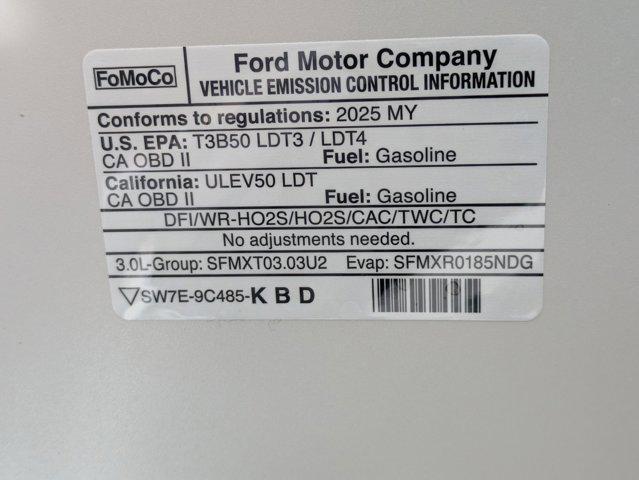 FoMoCo
Ford Motor Company
VEHICLE EMISSION CONTROL INFORMATION
Conforms to regulations: 2025 MY
U.S. EPA: T3B50 LDT3 / LDT4
CA OBD II Fuel: Gasoline
California: ULEV50 LDT
CA OBD II Fuel: Gasoline
DFI/WR-HO2S/HO2S/CAC/TWC/TC
No adjustments needed.
3.0L-Group: SFMXT03.03U2 Evap: SFMXR0185NDG
SW7E-9C485-K B D